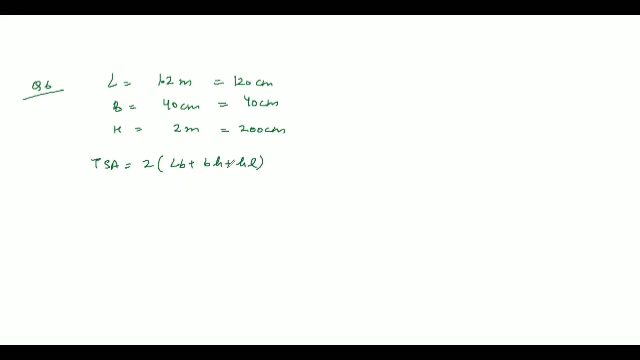 Q6
L = 1.2 m = 120 cm
B = 40 cm = 40 cm
H = 2 m = 200 cm
TSA = 2 ( Lb + bh + hl )